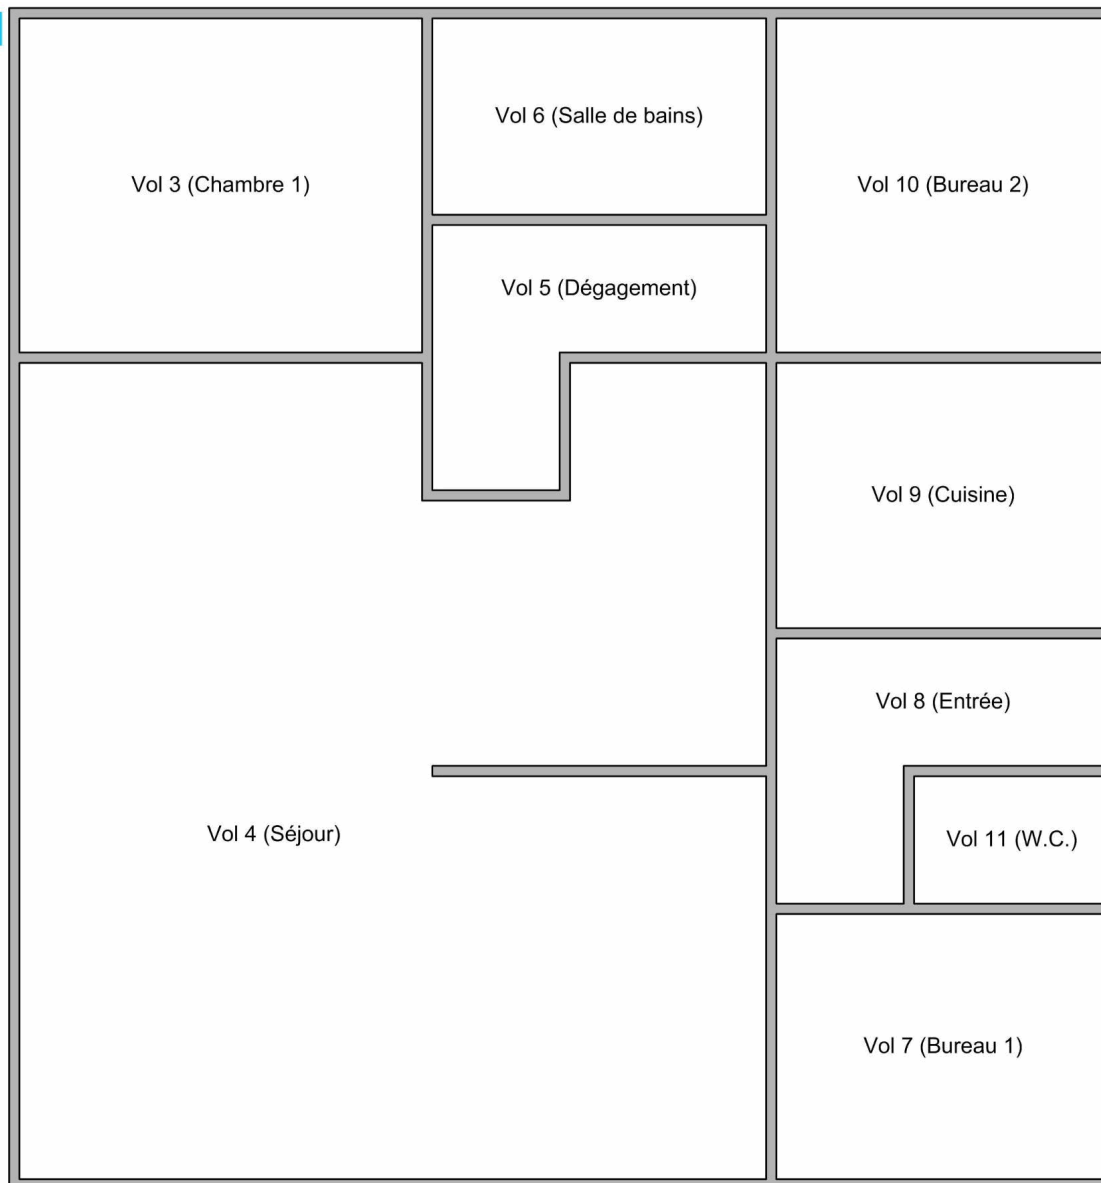 Vol 6 (Salle de bains)
Vol 3 (Chambre 1)
Vol 10 (Bureau 2)
Vol 5 (Dégagement)
Vol 9 (Cuisine)
Vol 8 (Entrée)
Vol 4 (Séjour)
Vol 11 (W.C.)
Vol 7 (Bureau 1)